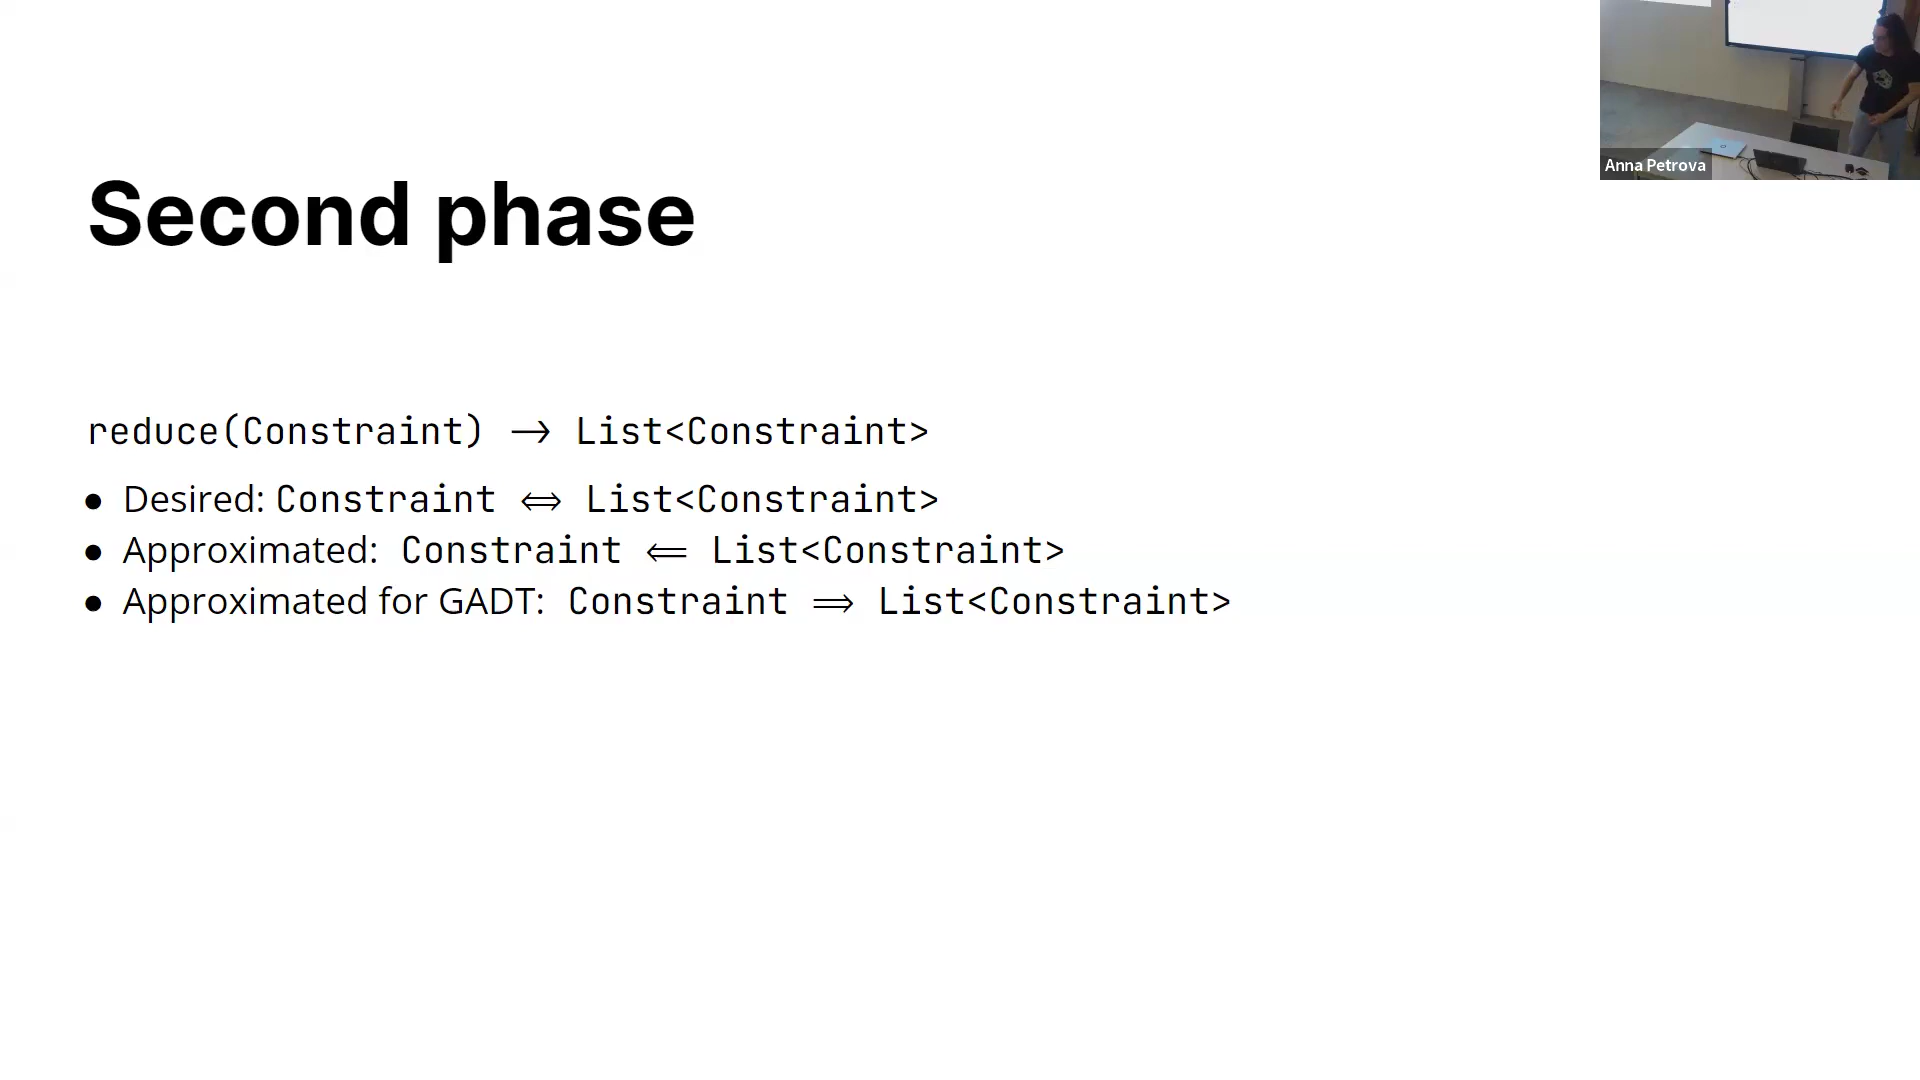 Second phase
reduce(Constraint) → List<Constraint>
● Desired: Constraint ⟺ List<Constraint>
● Approximated: Constraint ⟸ List<Constraint>
● Approximated for GADT: Constraint ⟹ List<Constraint>
Anna Petrova